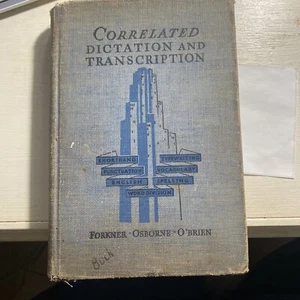 CORRELATED
DICTATION AND
TRANSCRIPTION
SHORTHAND TYPEWRITING
PUNCTUATION VOCABULARY
ENGLISH SPELLING
WORD DIVISION
FORKNER · OSBORNE · O'BRIEN